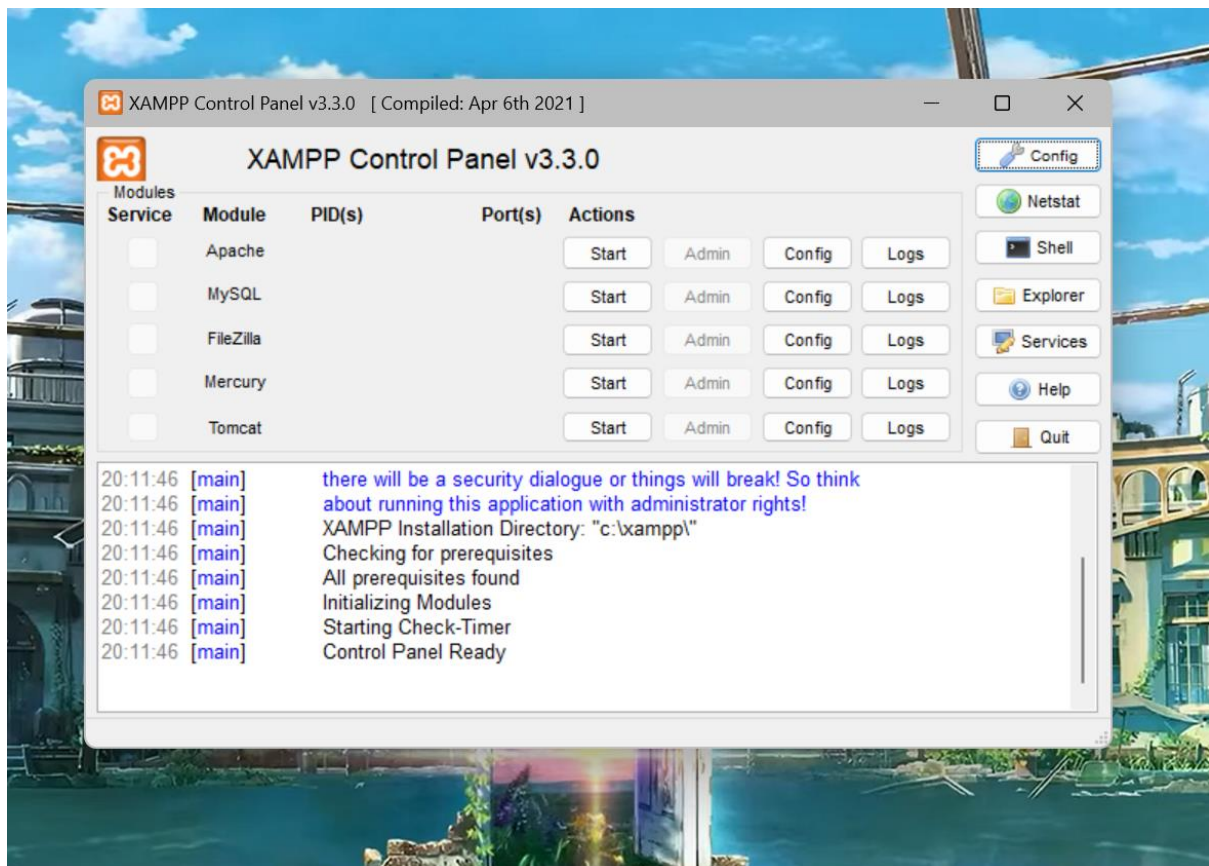 XAMPP Control Panel v3.3.0 [ Compiled: Apr 6th 2021 ]
XAMPP Control Panel v3.3.0
Config
Modules
Service Module PID(s) Port(s) Actions
Netstat
Apache Start Admin Config Logs
Shell
MySQL Start Admin Config Logs
Explorer
FileZilla Start Admin Config Logs
Services
Mercury Start Admin Config Logs
Help
Tomcat Start Admin Config Logs
Quit
20:11:46 [main] there will be a security dialogue or things will break! So think
20:11:46 [main] about running this application with administrator rights!
20:11:46 [main] XAMPP Installation Directory: "c:\xampp\"
20:11:46 [main] Checking for prerequisites
20:11:46 [main] All prerequisites found
20:11:46 [main] Initializing Modules
20:11:46 [main] Starting Check-Timer
20:11:46 [main] Control Panel Ready